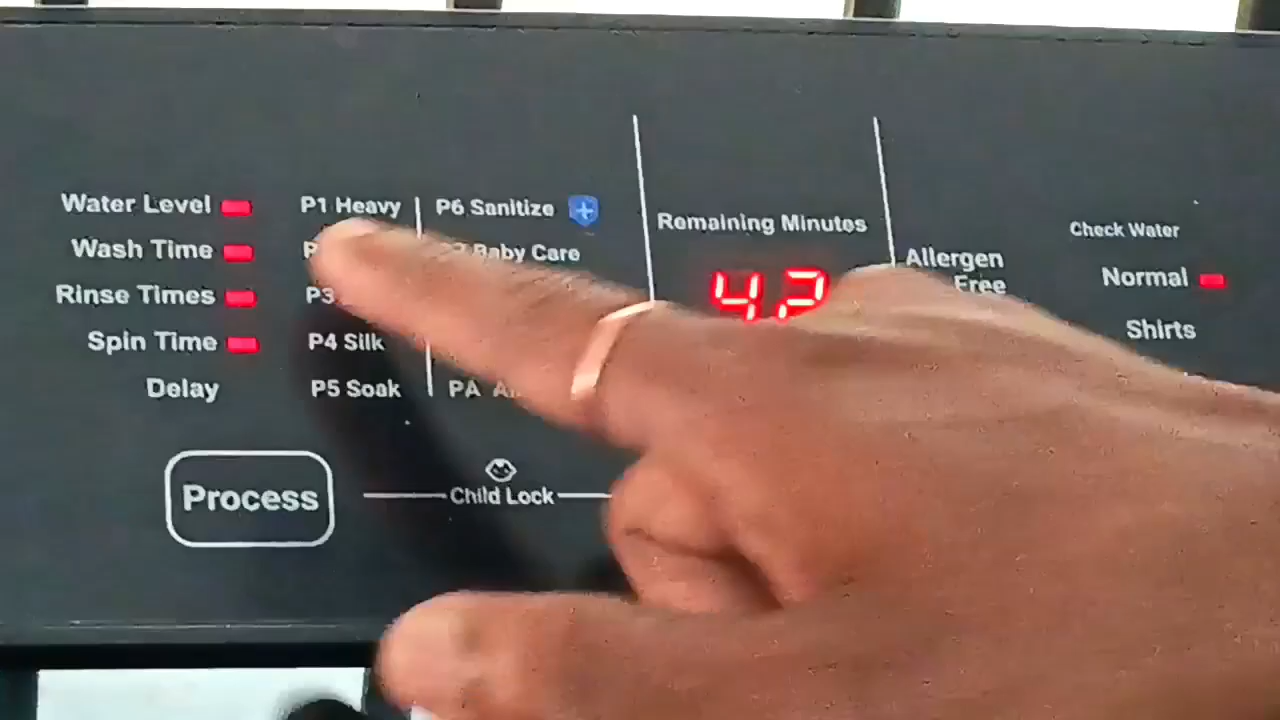 Water Level
Wash Time
Rinse Times
Spin Time
Delay
P1 Heavy
P3
P4 Silk
P5 Soak
P6 Sanitize
Baby Care
PA
Remaining Minutes
42
Allergen
Free
Check Water
Normal
Shirts
Process
Child Lock